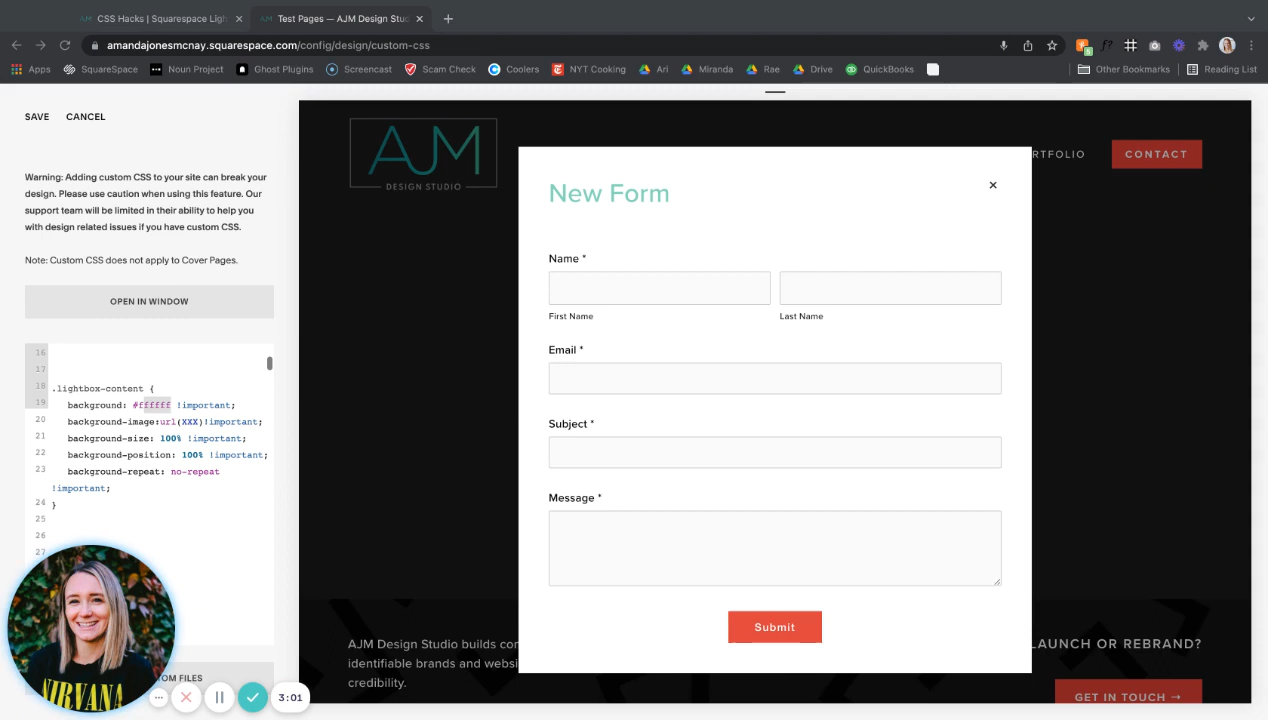 CSS Hacks | Squarespace Ligh
AJM Test Pages — AJM Design Stu
amandajonesmcnay.squarespace.com/config/design/custom-css
Apps SquareSpace Noun Project Ghost Plugins Screencast Scam Check Coolers NYT Cooking Ari Miranda Rae Drive QuickBooks Other Bookmarks Reading List
SAVE CANCEL
Warning: Adding custom CSS to your site can break your
design. Please use caution when using this feature. Our
support team will be limited in their ability to help you
with design related issues if you have custom CSS.
Note: Custom CSS does not apply to Cover Pages.
OPEN IN WINDOW
16
17
18 .lightbox-content {
19 background: #ffffff !important;
20 background-image:url(XXX)!important;
21 background-size: 100% !important;
22 background-position: 100% !important;
23 background-repeat: no-repeat
!important;
24 }
25
26
27
TOM FILES
NIRVANA
3:01
AJM
DESIGN STUDIO
RTFOLIO
CONTACT
New Form
×
Name *
First Name Last Name
Email *
Subject *
Message *
Submit
AJM Design Studio builds con
identifiable brands and websi
credibility.
LAUNCH OR REBRAND?
GET IN TOUCH →